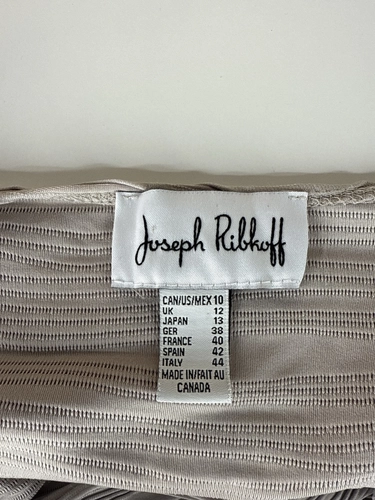 Joseph Ribkoff
CAN/US/MEX 10
UK 12
JAPAN 13
GER 38
FRANCE 40
SPAIN 42
ITALY 44
MADE IN/FAIT AU
CANADA